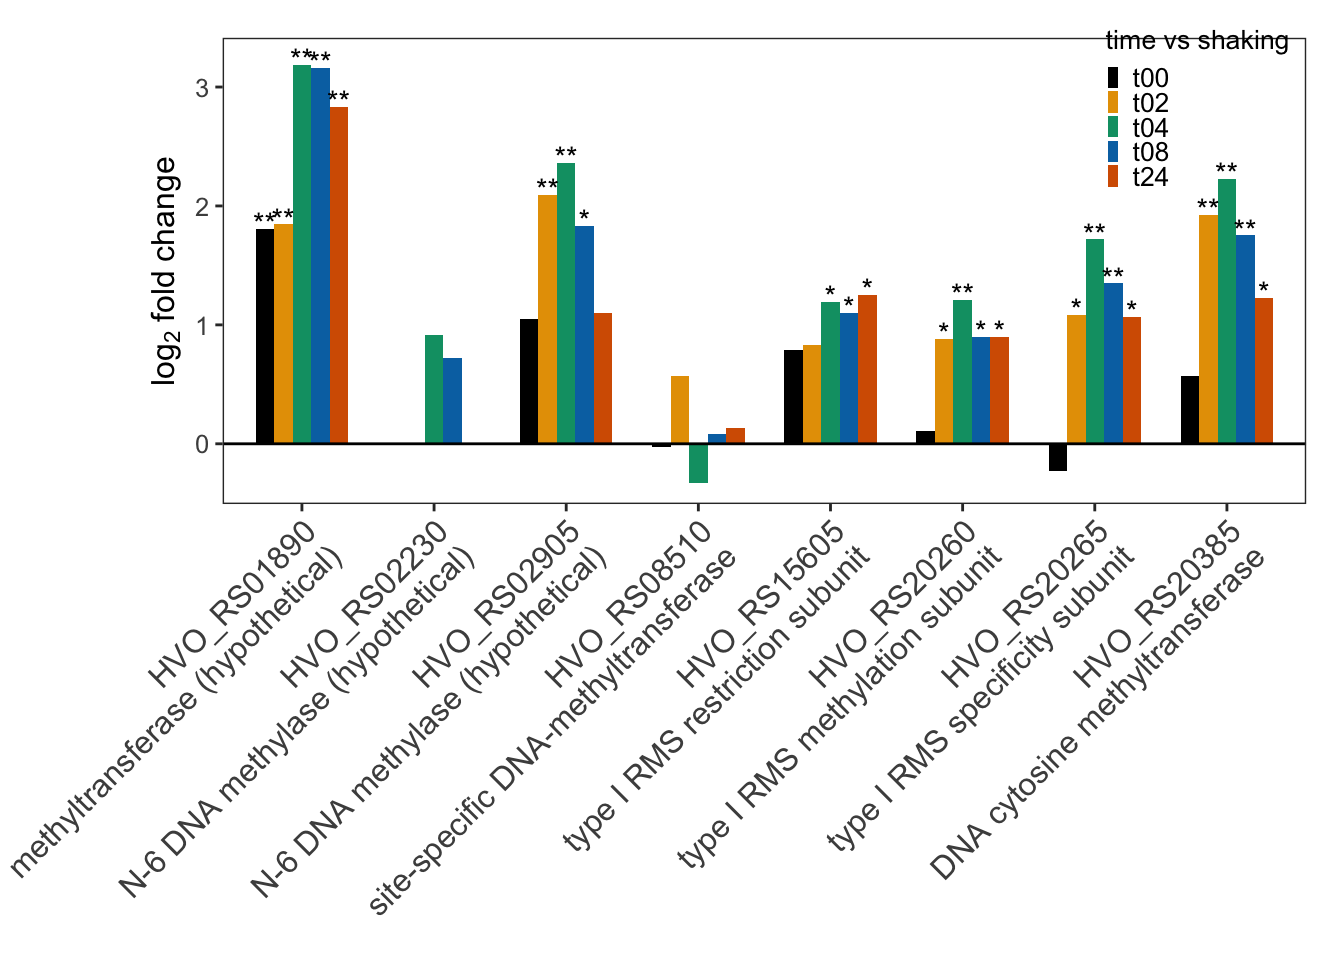 time vs shaking
t00
t02
t04
t08
t24
log2 fold change
3
2
1
0
** ** ** ** **
** ** *
* * *
* ** * *
* ** ** *
** ** ** *
HVO_RS01890
methyltransferase (hypothetical)
HVO_RS02230
N-6 DNA methylase (hypothetical)
HVO_RS02905
N-6 DNA methylase (hypothetical)
HVO_RS08510
site-specific DNA-methyltransferase
HVO_RS15605
type I RMS restriction subunit
HVO_RS20260
type I RMS methylation subunit
HVO_RS20265
type I RMS specificity subunit
HVO_RS20385
DNA cytosine methyltransferase